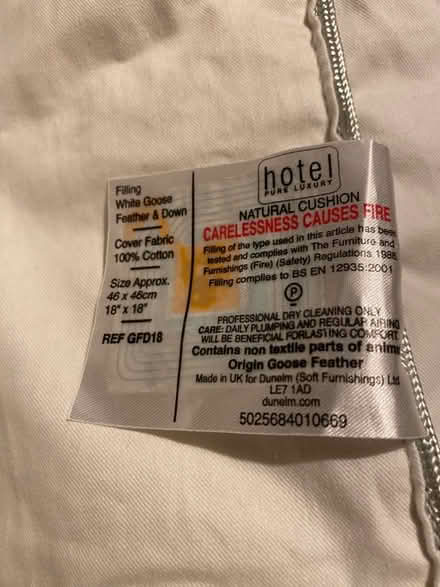 Filling
White Goose
Feather & Down
Cover Fabric
100% Cotton
Size Approx.
46 x 46cm
18" x 18"
REF GFD18
hotel
PURE LUXURY
NATURAL CUSHION
CARELESSNESS CAUSES FIRE
Filling of the type used in this article has been
tested and complies with The Furniture and
Furnishings (Fire) (Safety) Regulations 1988.
Filling complies to BS EN 12935:2001
P
PROFESSIONAL DRY CLEANING ONLY
CARE: DAILY PLUMPING AND REGULAR AIRING
WILL BE BENEFICIAL FORLASTING COMFORT
Contains non textile parts of anim
Origin Goose Feather
Made in UK for Dunelm (Soft Furnishings) Ltd
LE7 1AD
dunelm.com
5025684010669